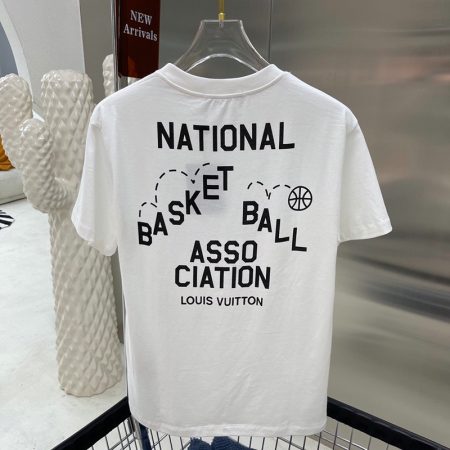 NEW
Arrivals
NATIONAL
BASKET BALL
ASSO
CIATION
LOUIS VUITTON